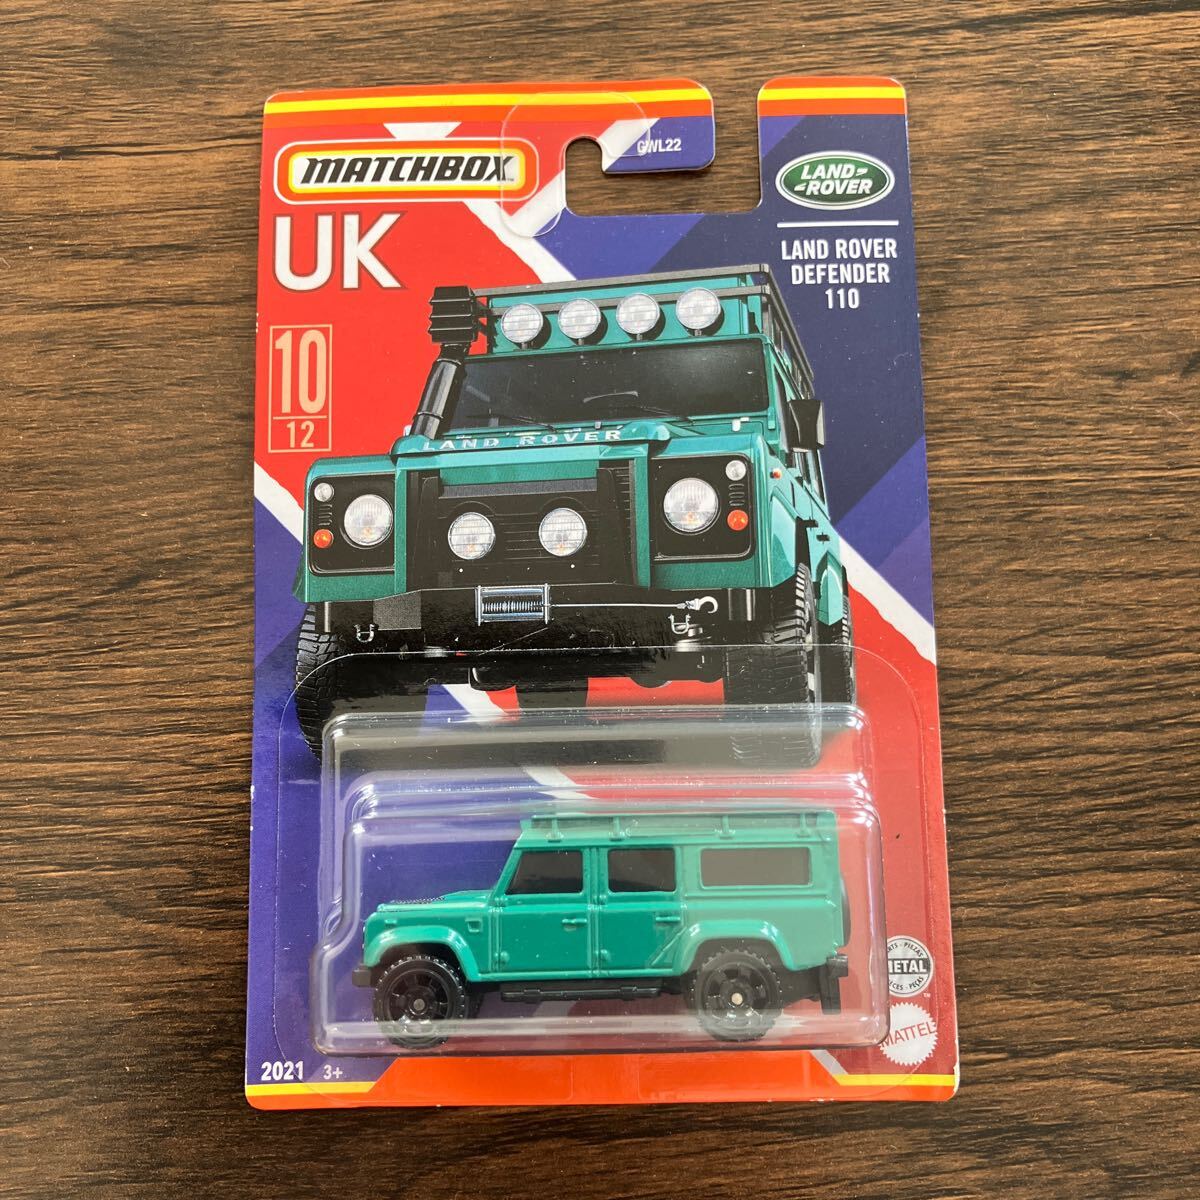 MATCHBOX
GWL22
UK
10
12
LAND-
-ROVER
LAND ROVER
DEFENDER
110
LAND ROVER
METAL
MATTEL
2021 3+